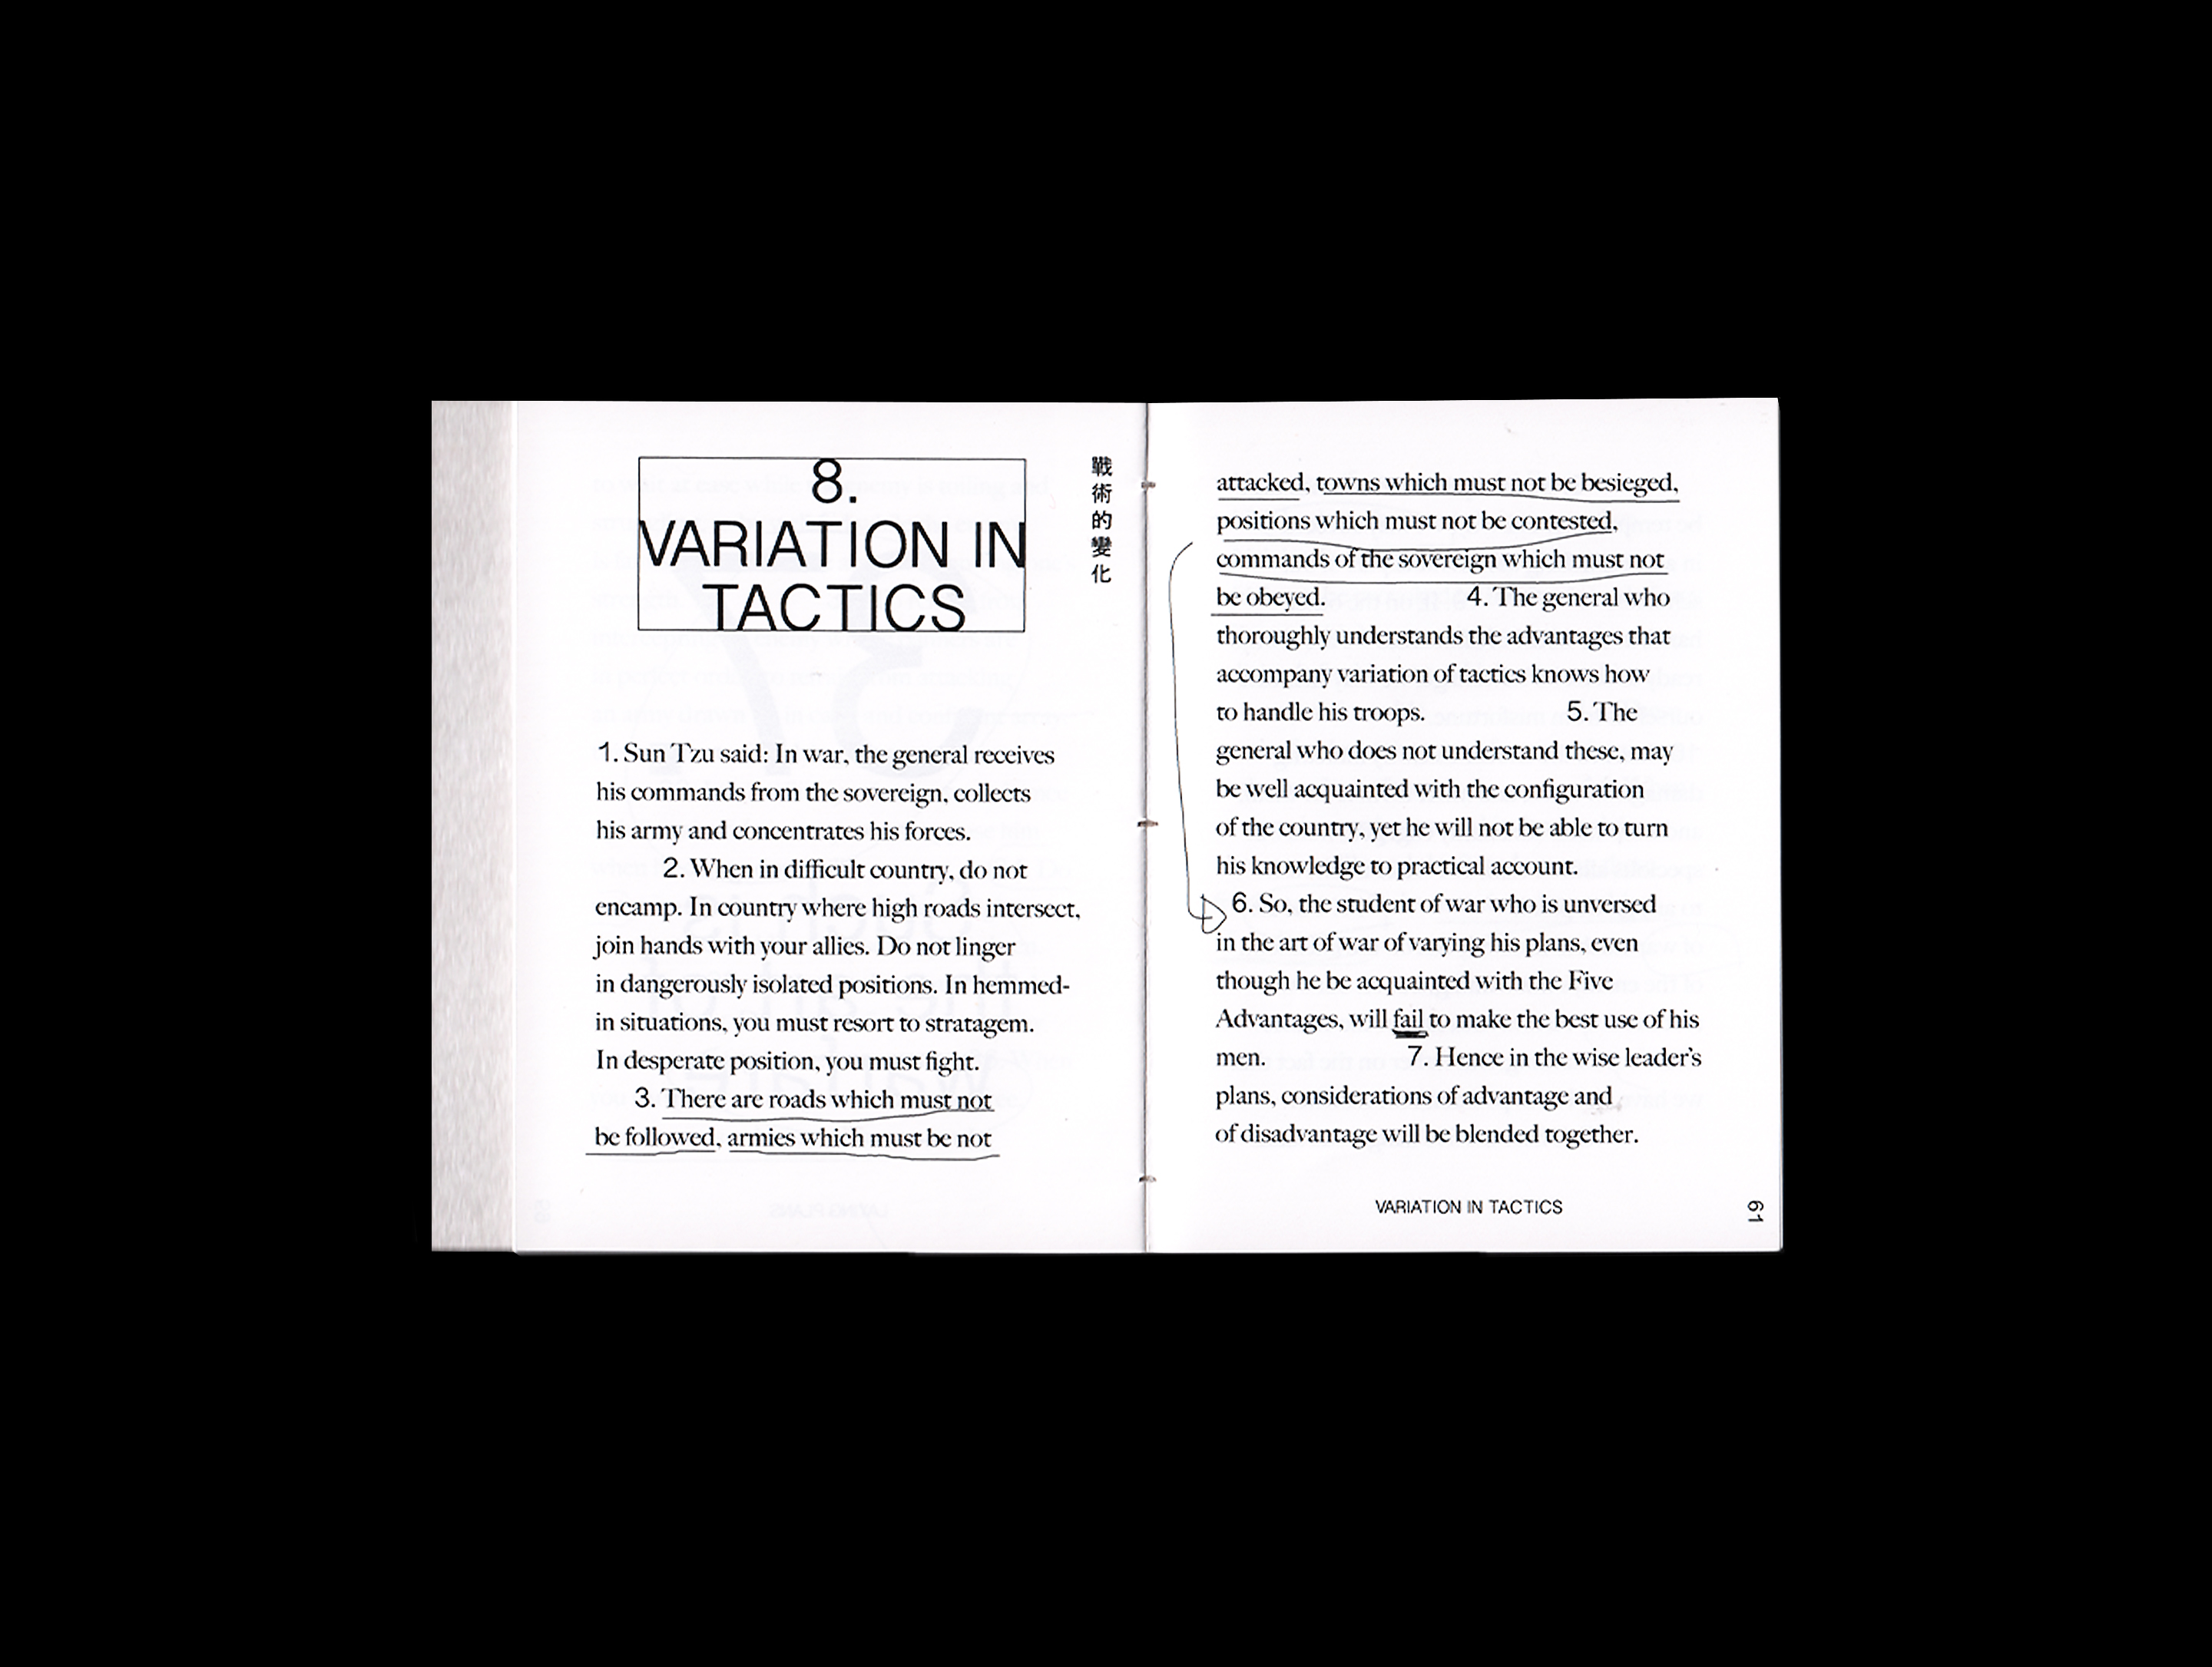 8.
VARIATION IN
TACTICS
戰術的變化
1. Sun Tzu said: In war, the general receives
his commands from the sovereign, collects
his army and concentrates his forces.
2. When in difficult country, do not
encamp. In country where high roads intersect,
join hands with your allies. Do not linger
in dangerously isolated positions. In hemmed-
in situations, you must resort to stratagem.
In desperate position, you must fight.
3. There are roads which must not
be followed, armies which must be not
attacked, towns which must not be besieged,
positions which must not be contested,
commands of the sovereign which must not
be obeyed. 4. The general who
thoroughly understands the advantages that
accompany variation of tactics knows how
to handle his troops. 5. The
general who does not understand these, may
be well acquainted with the configuration
of the country, yet he will not be able to turn
his knowledge to practical account.
6. So, the student of war who is unversed
in the art of war of varying his plans, even
though he be acquainted with the Five
Advantages, will fail to make the best use of his
men. 7. Hence in the wise leader's
plans, considerations of advantage and
of disadvantage will be blended together.
VARIATION IN TACTICS
61